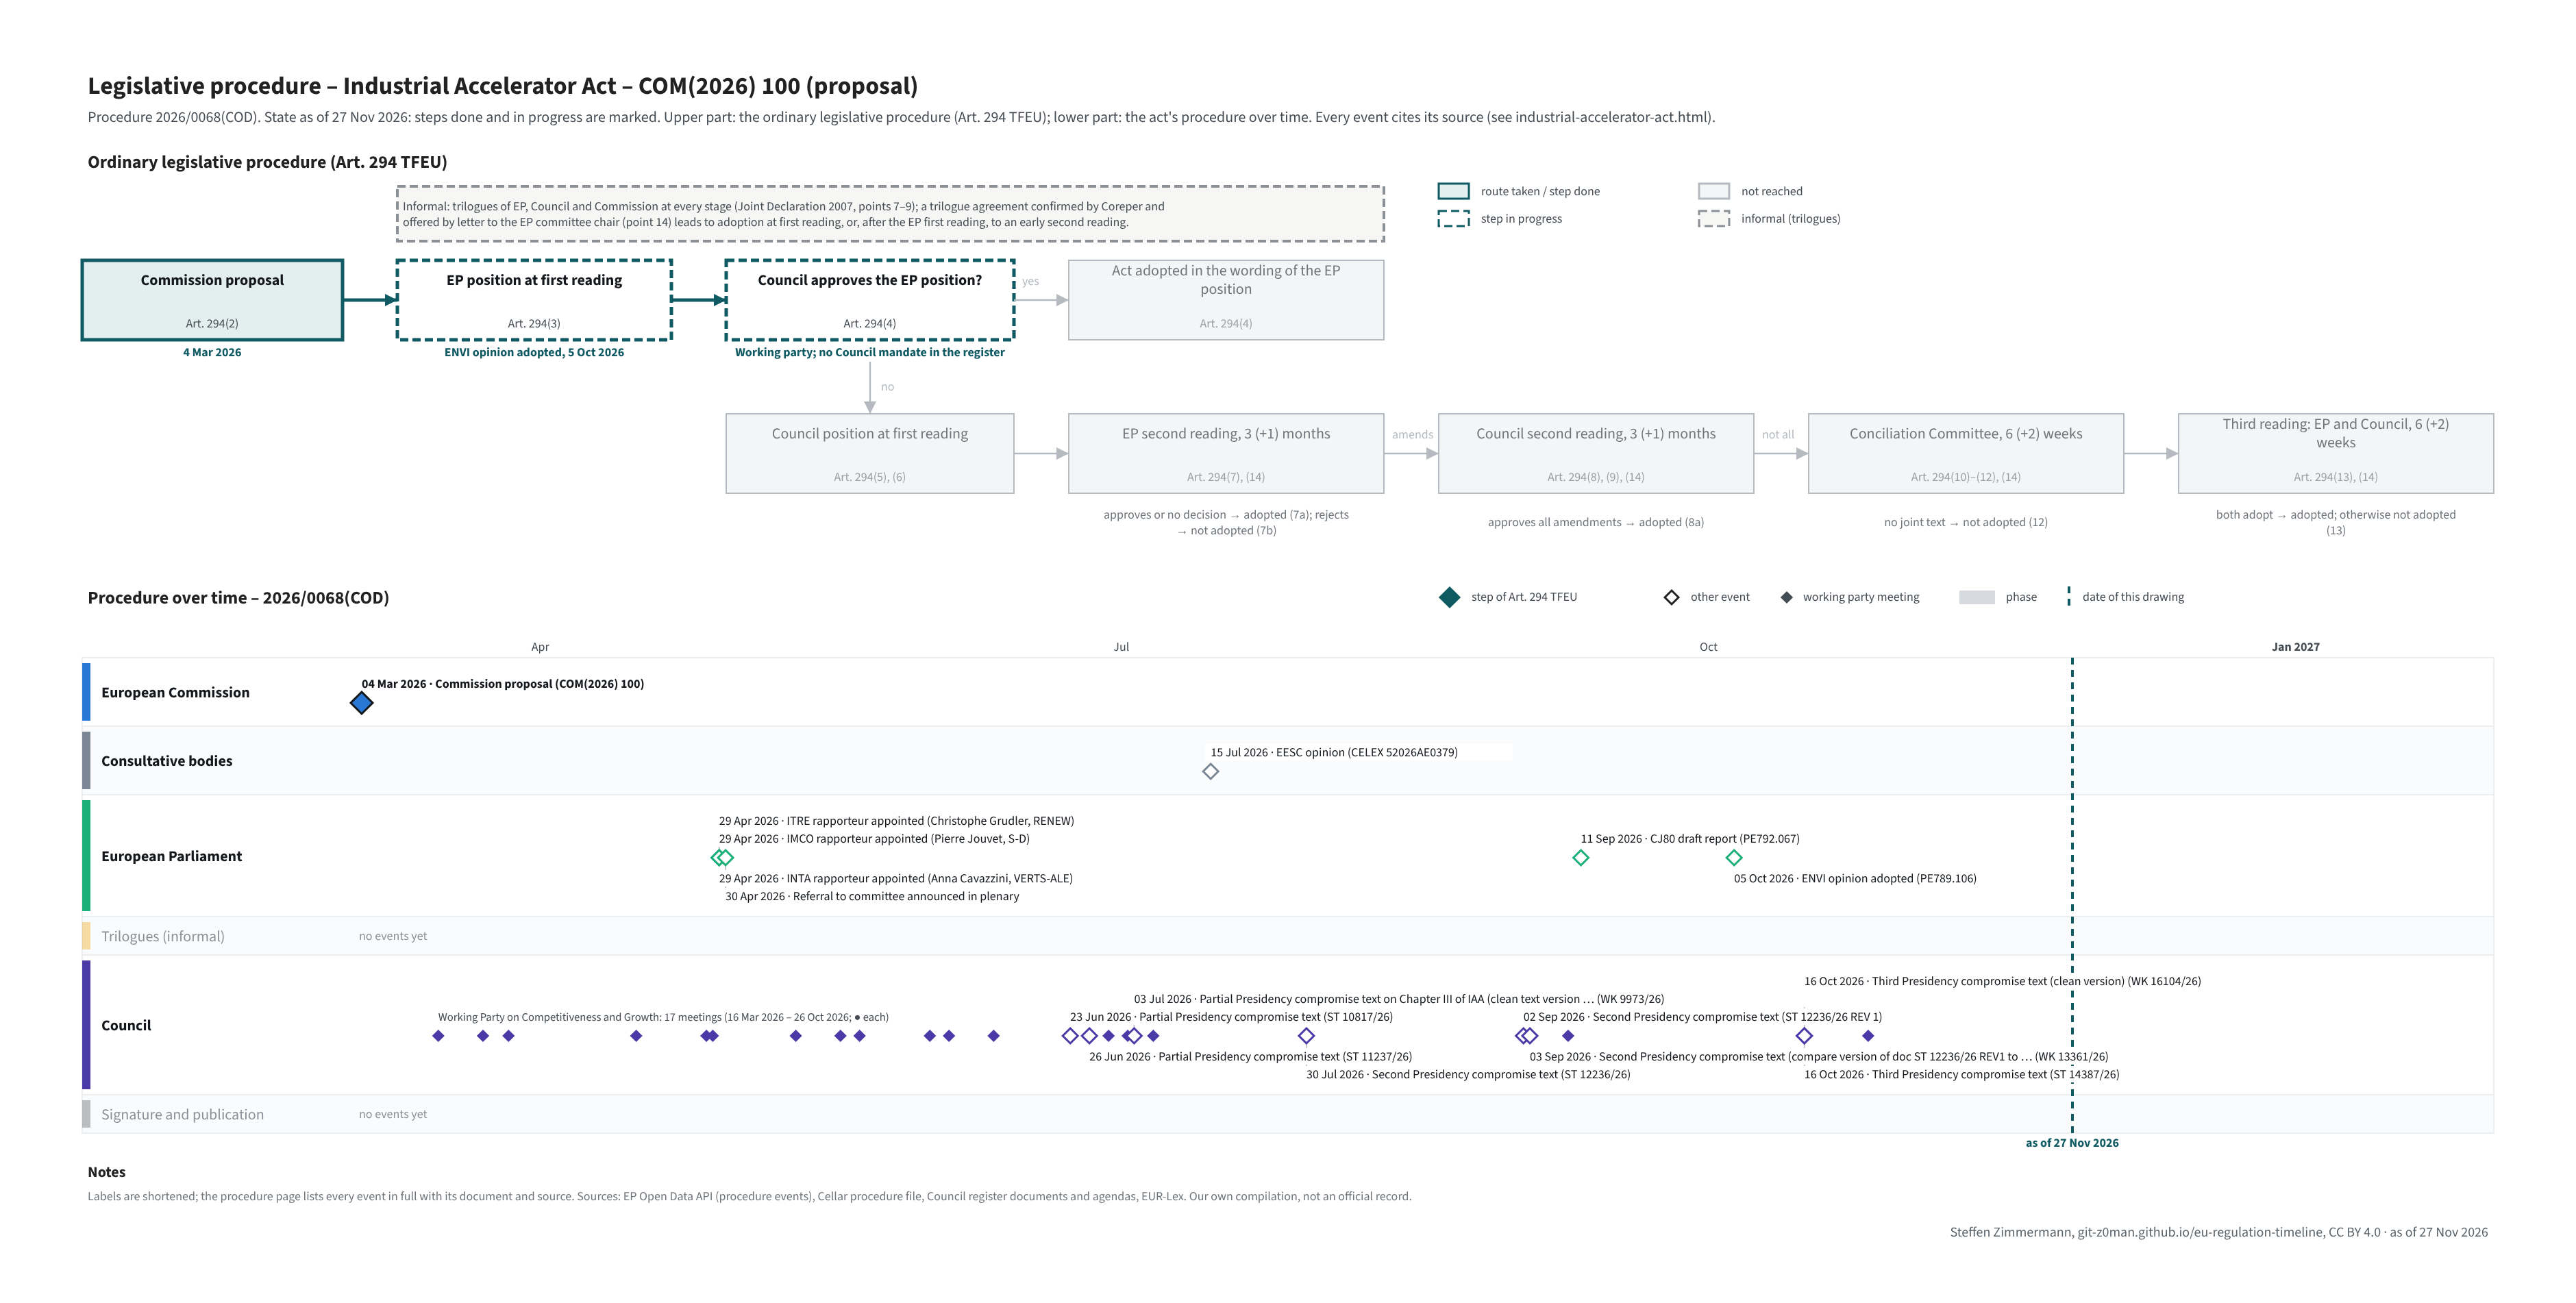 Legislative procedure – Industrial Accelerator Act – COM(2026) 100 (proposal)
Procedure 2026/0068(COD). State as of 27 Nov 2026: steps done and in progress are marked. Upper part: the ordinary legislative procedure (Art. 294 TFEU); lower part: the act's procedure over time. Every event cites its source (see industrial-accelerator-act.html).
Ordinary legislative procedure (Art. 294 TFEU)
Informal: trilogues of EP, Council and Commission at every stage (Joint Declaration 2007, points 7–9); a trilogue agreement confirmed by Coreper and
offered by letter to the EP committee chair (point 14) leads to adoption at first reading, or, after the EP first reading, to an early second reading.
route taken / step done
not reached
step in progress
informal (trilogues)
Commission proposal
Art. 294(2)
4 Mar 2026
EP position at first reading
Art. 294(3)
ENVI opinion adopted, 5 Oct 2026
Council approves the EP position?
Art. 294(4)
Working party; no Council mandate in the register
yes
Act adopted in the wording of the EP
position
Art. 294(4)
no
Council position at first reading
Art. 294(5), (6)
EP second reading, 3 (+1) months
Art. 294(7), (14)
approves or no decision → adopted (7a); rejects
→ not adopted (7b)
amends
Council second reading, 3 (+1) months
Art. 294(8), (9), (14)
approves all amendments → adopted (8a)
not all
Conciliation Committee, 6 (+2) weeks
Art. 294(10)–(12), (14)
no joint text → not adopted (12)
Third reading: EP and Council, 6 (+2)
weeks
Art. 294(13), (14)
both adopt → adopted; otherwise not adopted
(13)
Procedure over time – 2026/0068(COD)
step of Art. 294 TFEU
other event
working party meeting
phase
date of this drawing
Apr
Jul
Oct
Jan 2027
European Commission
04 Mar 2026 · Commission proposal (COM(2026) 100)
Consultative bodies
15 Jul 2026 · EESC opinion (CELEX 52026AE0379)
European Parliament
29 Apr 2026 · ITRE rapporteur appointed (Christophe Grudler, RENEW)
29 Apr 2026 · IMCO rapporteur appointed (Pierre Jouvet, S-D)
29 Apr 2026 · INTA rapporteur appointed (Anna Cavazzini, VERTS-ALE)
30 Apr 2026 · Referral to committee announced in plenary
11 Sep 2026 · CJ80 draft report (PE792.067)
05 Oct 2026 · ENVI opinion adopted (PE789.106)
Trilogues (informal)
no events yet
Council
16 Oct 2026 · Third Presidency compromise text (clean version) (WK 16104/26)
03 Jul 2026 · Partial Presidency compromise text on Chapter III of IAA (clean text version … (WK 9973/26)
Working Party on Competitiveness and Growth: 17 meetings (16 Mar 2026 – 26 Oct 2026; ● each)
23 Jun 2026 · Partial Presidency compromise text (ST 10817/26)
02 Sep 2026 · Second Presidency compromise text (ST 12236/26 REV 1)
26 Jun 2026 · Partial Presidency compromise text (ST 11237/26)
03 Sep 2026 · Second Presidency compromise text (compare version of doc ST 12236/26 REV1 to … (WK 13361/26)
30 Jul 2026 · Second Presidency compromise text (ST 12236/26)
16 Oct 2026 · Third Presidency compromise text (ST 14387/26)
Signature and publication
no events yet
as of 27 Nov 2026
Notes
Labels are shortened; the procedure page lists every event in full with its document and source. Sources: EP Open Data API (procedure events), Cellar procedure file, Council register documents and agendas, EUR-Lex. Our own compilation, not an official record.
Steffen Zimmermann, git-z0man.github.io/eu-regulation-timeline, CC BY 4.0 · as of 27 Nov 2026